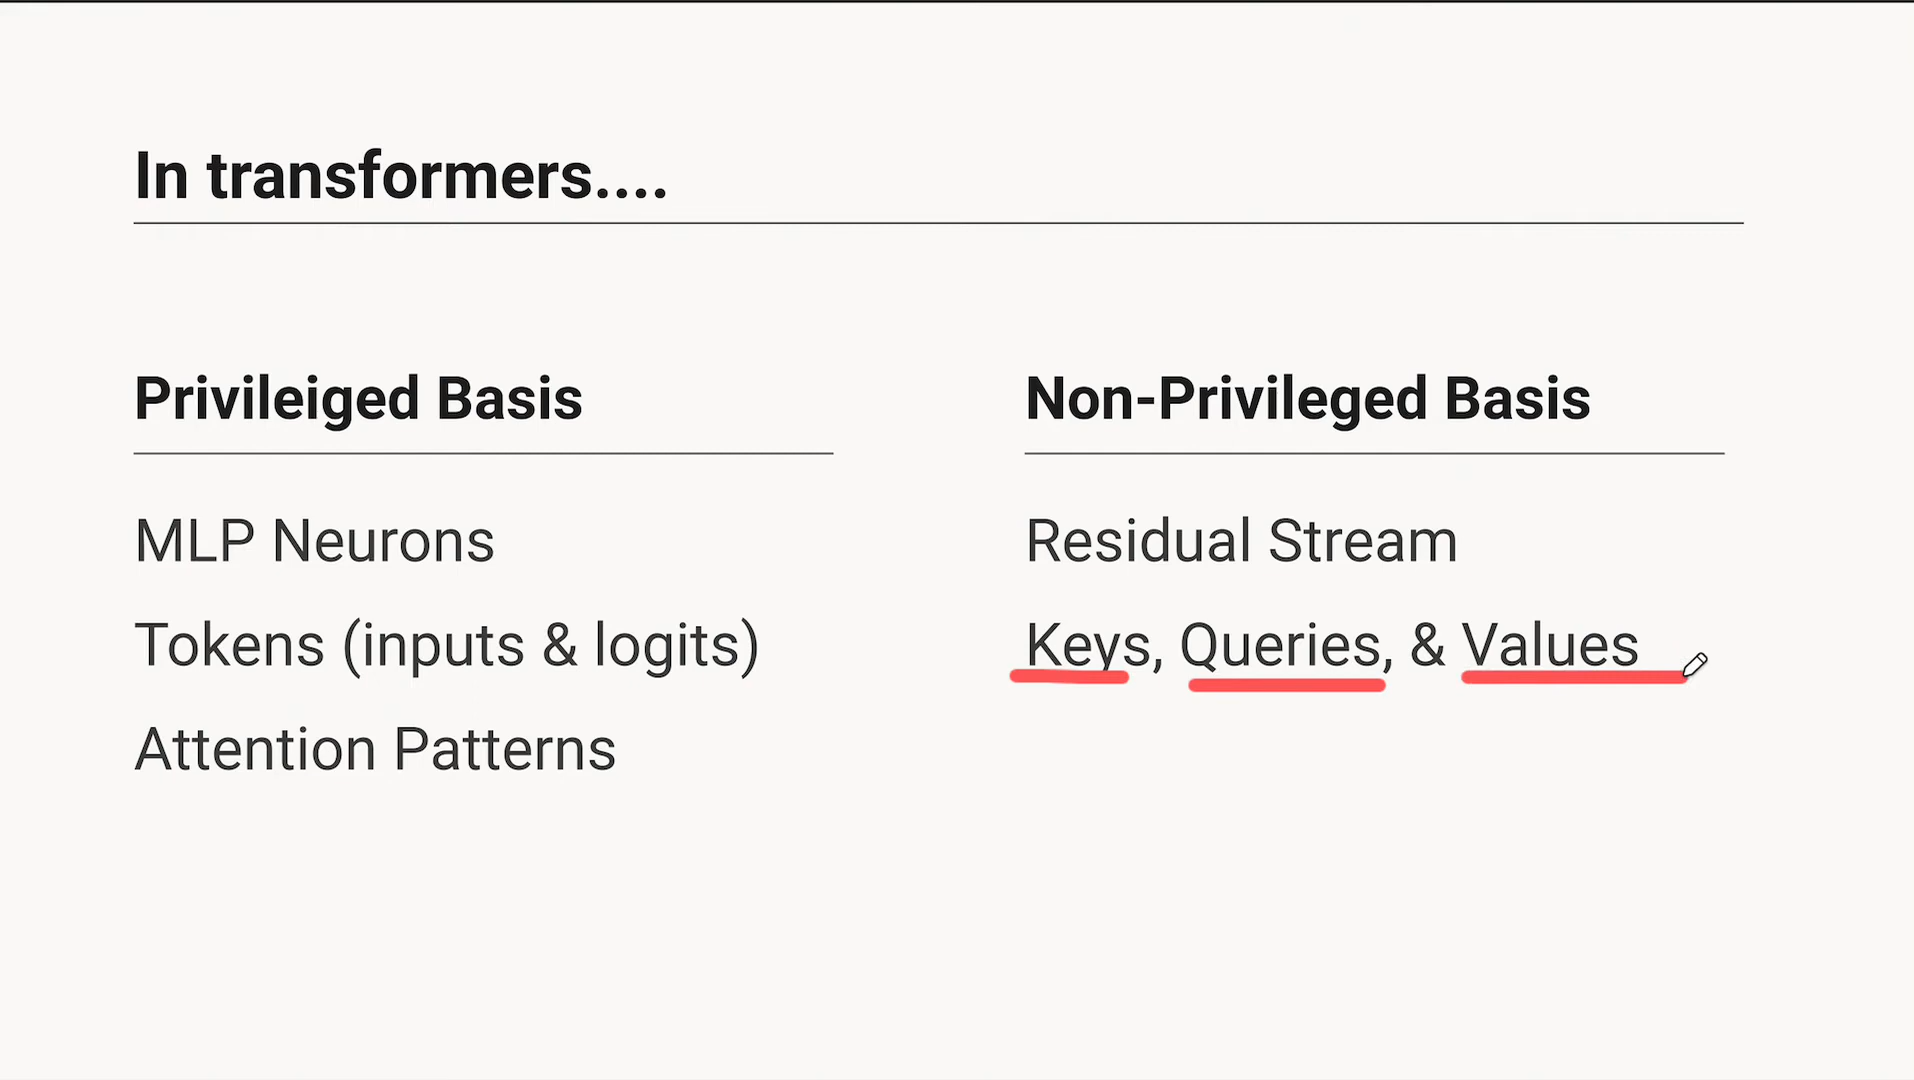 In transformers....
Privileiged Basis
MLP Neurons
Tokens (inputs & logits)
Attention Patterns
Non-Privileged Basis
Residual Stream
Keys, Queries, & Values